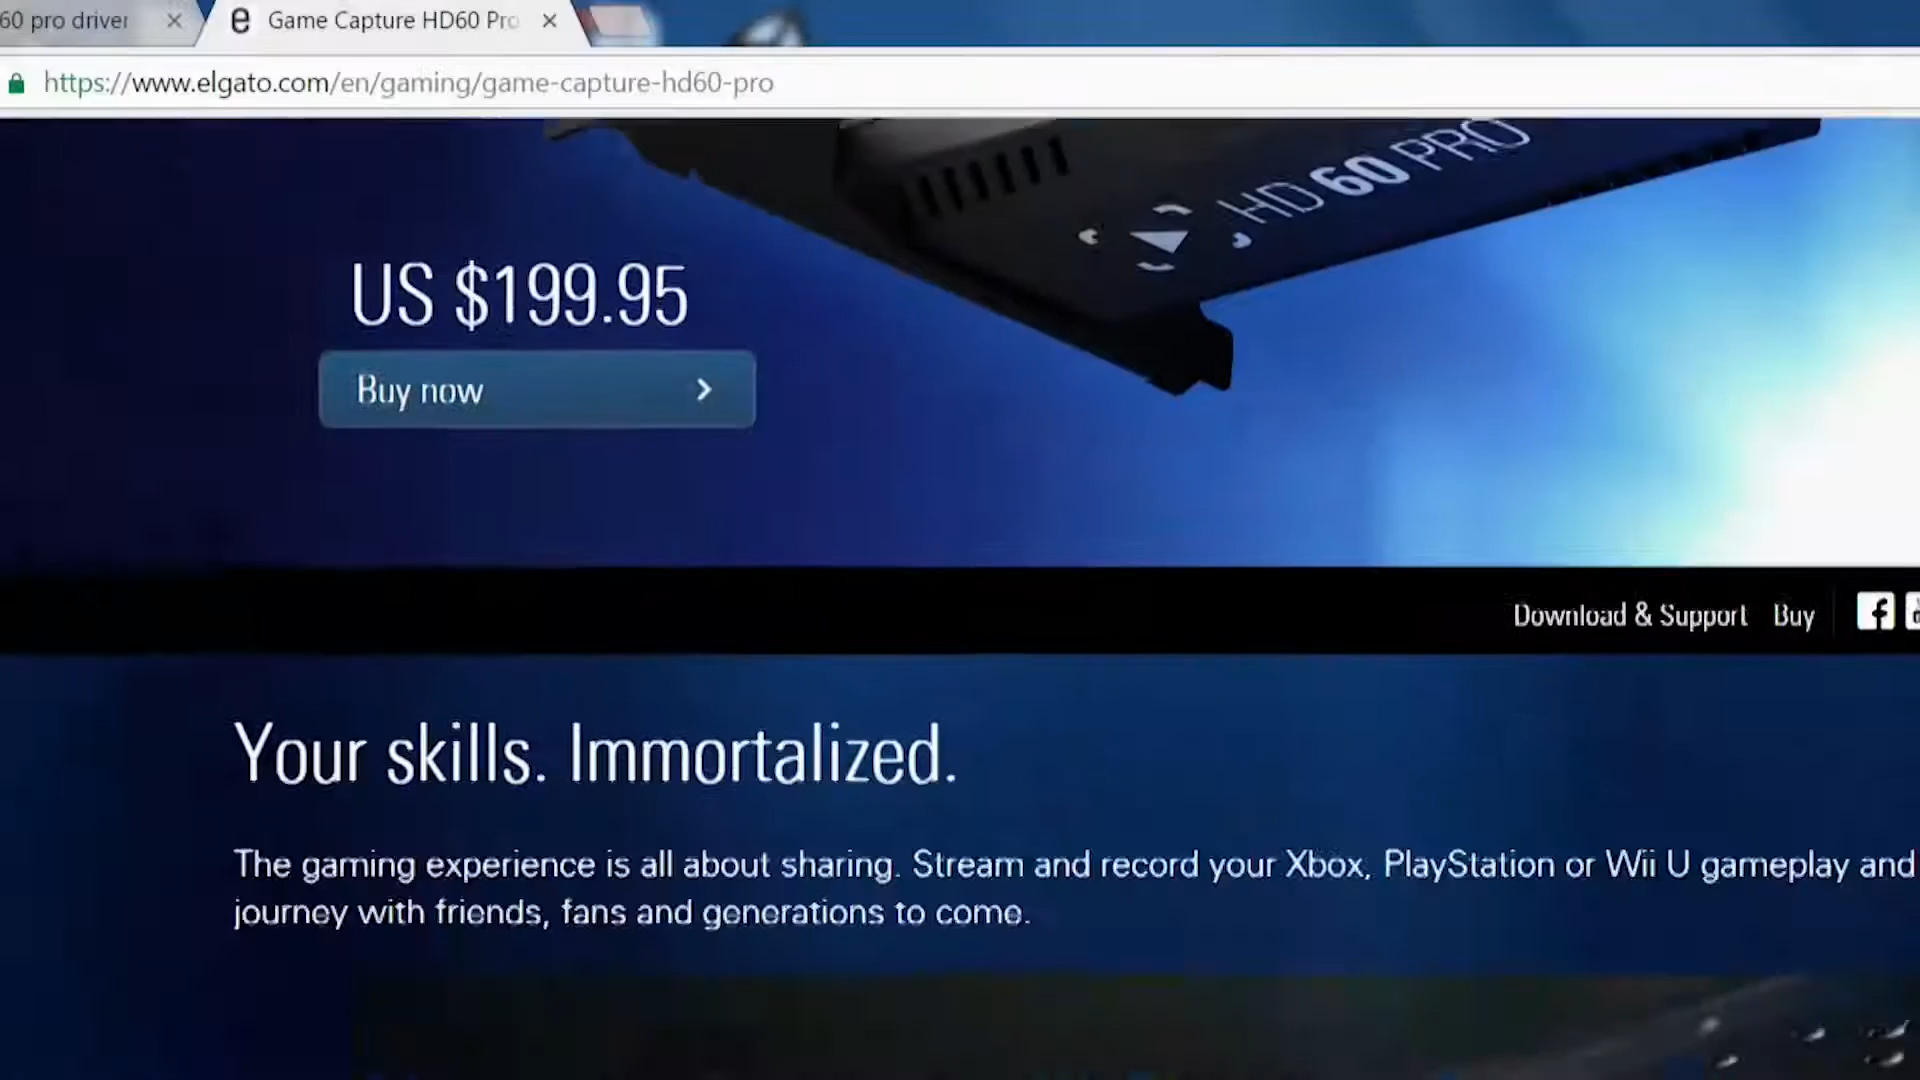 60 pro driver
Game Capture HD60 Pro
https://www.elgato.com/en/gaming/game-capture-hd60-pro
HD 60 PRO
US $199.95
Buy now
Download & Support Buy
Your skills. Immortalized.
The gaming experience is all about sharing. Stream and record your Xbox, PlayStation or Wii U gameplay and
journey with friends, fans and generations to come.